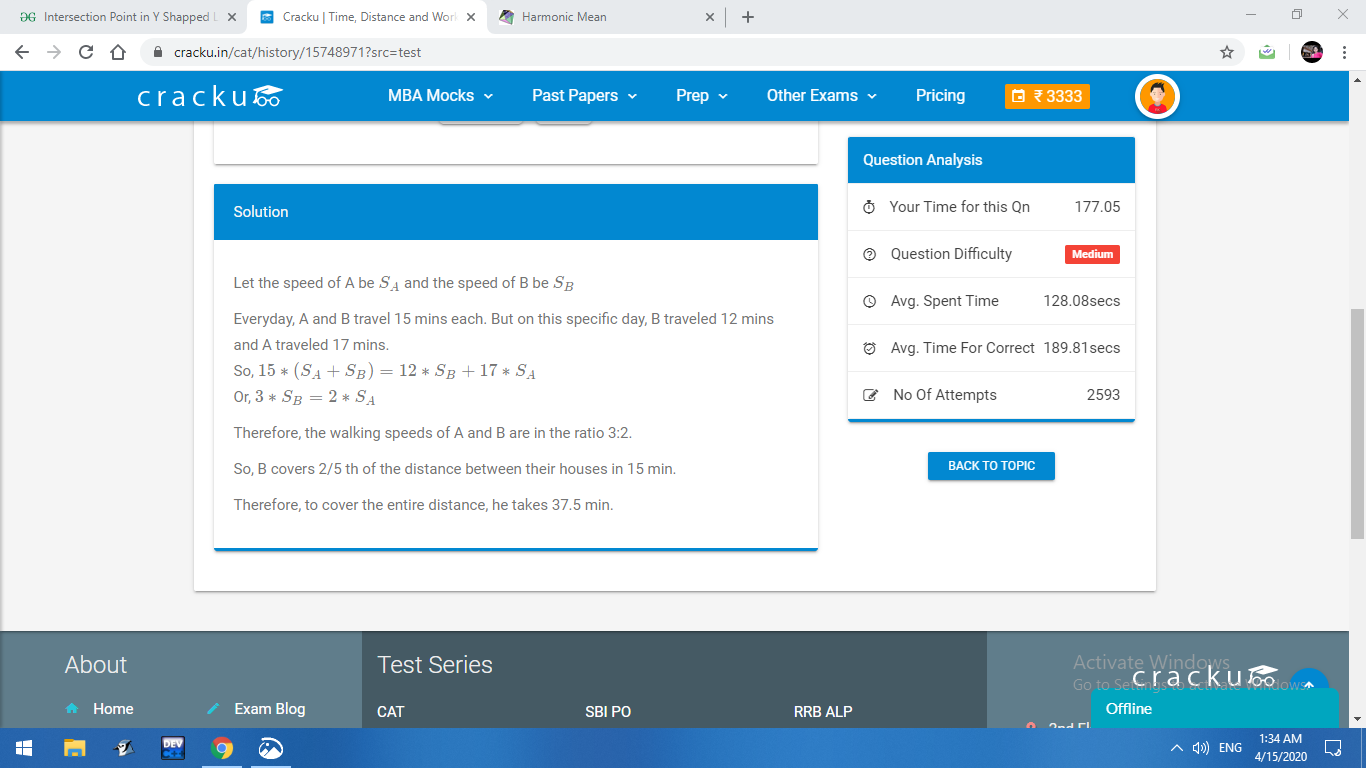 Intersection Point in Y Shapped L
Cracku | Time, Distance and Work
Harmonic Mean
cracku.in/cat/history/15748971?src=test
cracku
MBA Mocks
Past Papers
Prep
Other Exams
Pricing
₹ 3333
Solution
Let the speed of A be S_A and the speed of B be S_B
Everyday, A and B travel 15 mins each. But on this specific day, B traveled 12 mins
and A traveled 17 mins.
So, 15 * (S_A + S_B) = 12 * S_B + 17 * S_A
Or, 3 * S_B = 2 * S_A
Therefore, the walking speeds of A and B are in the ratio 3:2.
So, B covers 2/5 th of the distance between their houses in 15 min.
Therefore, to cover the entire distance, he takes 37.5 min.
Question Analysis
Your Time for this Qn 177.05
Question Difficulty Medium
Avg. Spent Time 128.08secs
Avg. Time For Correct 189.81secs
No Of Attempts 2593
BACK TO TOPIC
About
Home
Exam Blog
Test Series
CAT
SBI PO
RRB ALP
Activate Windows
Go to Settings to activate Windows.
cracku
Offline
DEV
ENG
1:34 AM
4/15/2020